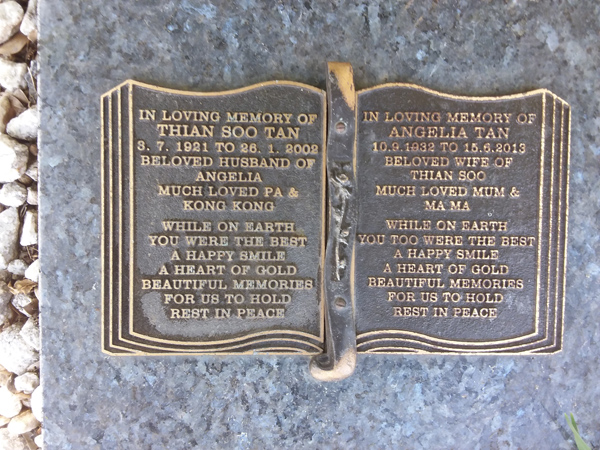 IN LOVING MEMORY OF
THIAN SOO TAN
3. 7. 1921 TO 26. 1. 2002
BELOVED HUSBAND OF
ANGELIA
MUCH LOVED PA &
KONG KONG
WHILE ON EARTH
YOU WERE THE BEST
A HAPPY SMILE
A HEART OF GOLD
BEAUTIFUL MEMORIES
FOR US TO HOLD
REST IN PEACE
IN LOVING MEMORY OF
ANGELIA TAN
10.9.1932 TO 15.6.2013
BELOVED WIFE OF
THIAN SOO
MUCH LOVED MUM &
MA MA
WHILE ON EARTH
YOU TOO WERE THE BEST
A HAPPY SMILE
A HEART OF GOLD
BEAUTIFUL MEMORIES
FOR US TO HOLD
REST IN PEACE